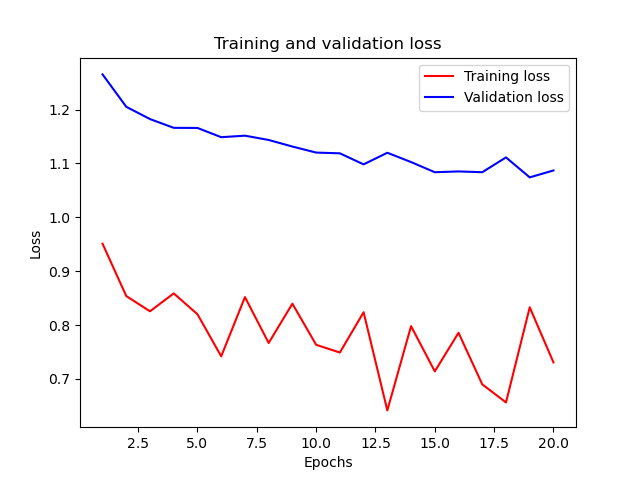 Training and validation loss
Training loss
Validation loss
1.2
1.1
1.0
0.9
0.8
0.7
Loss
2.5 5.0 7.5 10.0 12.5 15.0 17.5 20.0
Epochs